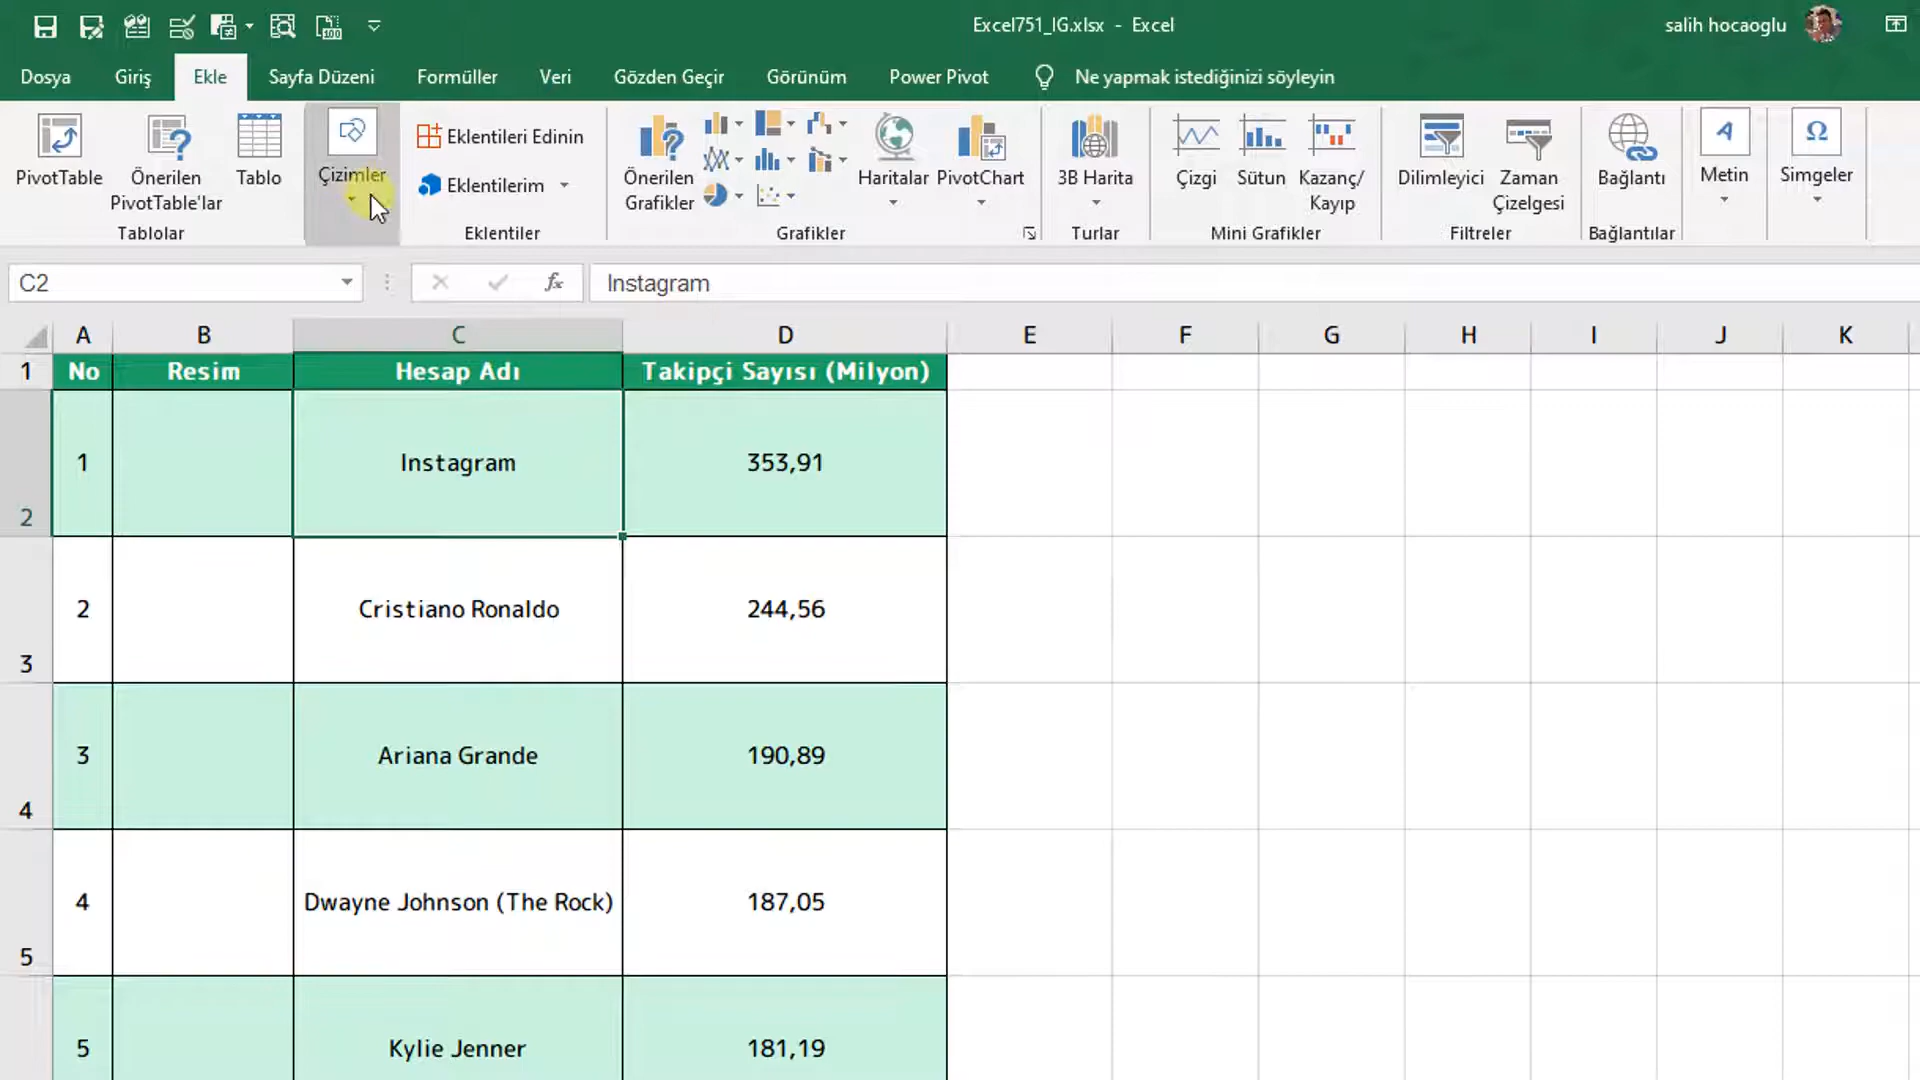 Excel751_IG.xlsx - Excel
salih hocaoglu
Dosya
Giriş
Ekle
Sayfa Düzeni
Formüller
Veri
Gözden Geçir
Görünüm
Power Pivot
Ne yapmak istediğinizi söyleyin
PivotTable
Önerilen
PivotTable'lar
Tablo
Tablolar
Çizimler
Eklentileri Edinin
Eklentilerim
Eklentiler
Önerilen
Grafikler
Haritalar
PivotChart
Grafikler
3B Harita
Turlar
Çizgi
Sütun
Kazanç/
Kayıp
Mini Grafikler
Dilimleyici
Zaman
Çizelgesi
Filtreler
Bağlantı
Bağlantılar
Metin
Simgeler
C2
fx
Instagram
A B C D E F G H I J K
1 No Resim Hesap Adı Takipçi Sayısı (Milyon)
2 1 Instagram 353,91
3 2 Cristiano Ronaldo 244,56
4 3 Ariana Grande 190,89
5 4 Dwayne Johnson (The Rock) 187,05
5 Kylie Jenner 181,19